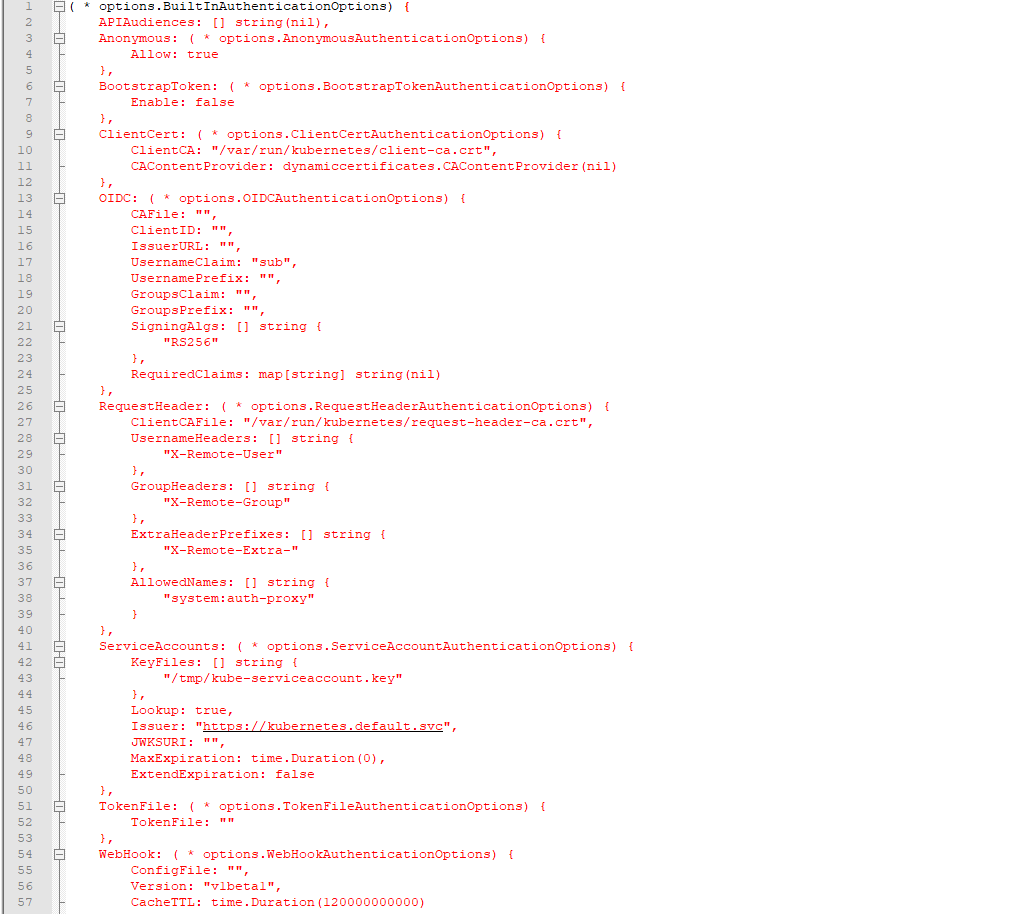 1 ( * options.BuiltInAuthenticationOptions) {
2 APIAudiences: [] string(nil),
3 Anonymous: ( * options.AnonymousAuthenticationOptions) {
4 Allow: true
5 },
6 BootstrapToken: ( * options.BootstrapTokenAuthenticationOptions) {
7 Enable: false
8 },
9 ClientCert: ( * options.ClientCertAuthenticationOptions) {
10 ClientCA: "/var/run/kubernetes/client-ca.crt",
11 CAContentProvider: dynamiccertificates.CAContentProvider(nil)
12 },
13 OIDC: ( * options.OIDCAuthenticationOptions) {
14 CAFile: "",
15 ClientID: "",
16 IssuerURL: "",
17 UsernameClaim: "sub",
18 UsernamePrefix: "",
19 GroupsClaim: "",
20 GroupsPrefix: "",
21 SigningAlgs: [] string {
22 "RS256"
23 },
24 RequiredClaims: map[string] string(nil)
25 },
26 RequestHeader: ( * options.RequestHeaderAuthenticationOptions) {
27 ClientCAFile: "/var/run/kubernetes/request-header-ca.crt",
28 UsernameHeaders: [] string {
29 "X-Remote-User"
30 },
31 GroupHeaders: [] string {
32 "X-Remote-Group"
33 },
34 ExtraHeaderPrefixes: [] string {
35 "X-Remote-Extra-"
36 },
37 AllowedNames: [] string {
38 "system:auth-proxy"
39 }
40 },
41 ServiceAccounts: ( * options.ServiceAccountAuthenticationOptions) {
42 KeyFiles: [] string {
43 "/tmp/kube-serviceaccount.key"
44 },
45 Lookup: true,
46 Issuer: "https://kubernetes.default.svc",
47 JWKSURI: "",
48 MaxExpiration: time.Duration(0),
49 ExtendExpiration: false
50 },
51 TokenFile: ( * options.TokenFileAuthenticationOptions) {
52 TokenFile: ""
53 },
54 WebHook: ( * options.WebHookAuthenticationOptions) {
55 ConfigFile: "",
56 Version: "v1beta1",
57 CacheTTL: time.Duration(120000000000)